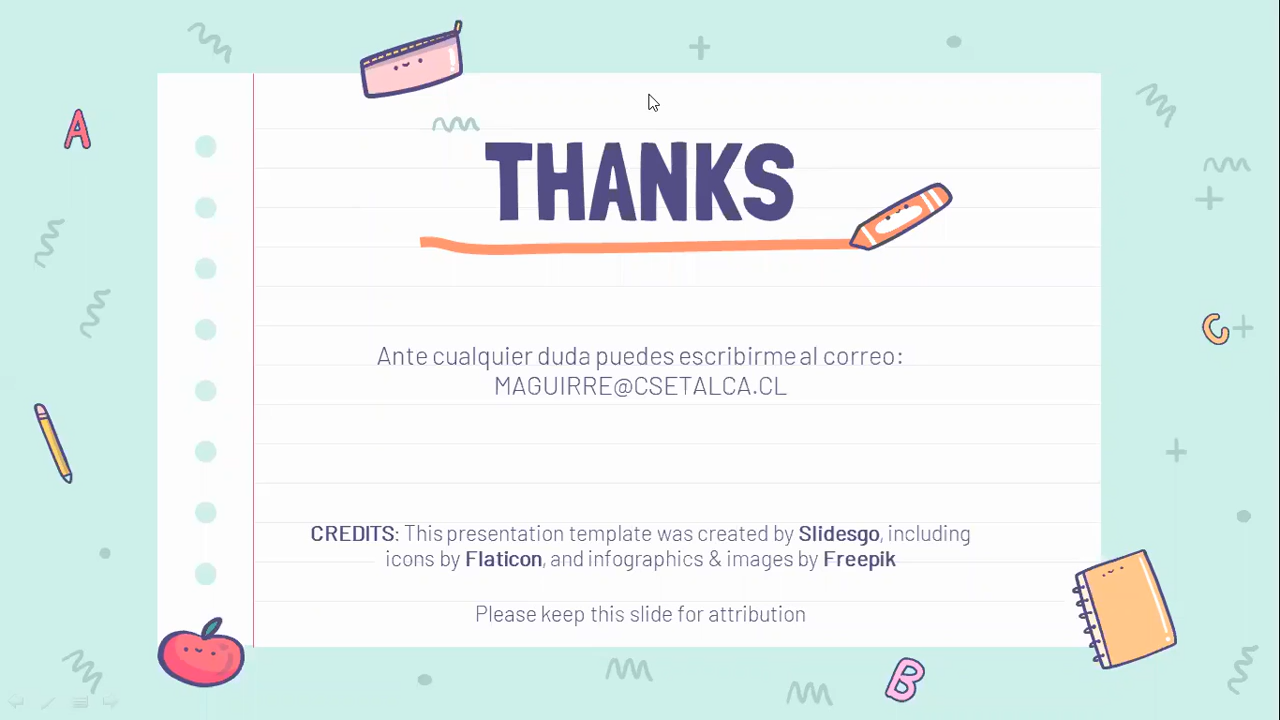 A
THANKS
C
Ante cualquier duda puedes escribirme al correo:
MAGUIRRE@CSETALCA.CL
CREDITS: This presentation template was created by Slidesgo, including
icons by Flaticon, and infographics & images by Freepik
Please keep this slide for attribution
B